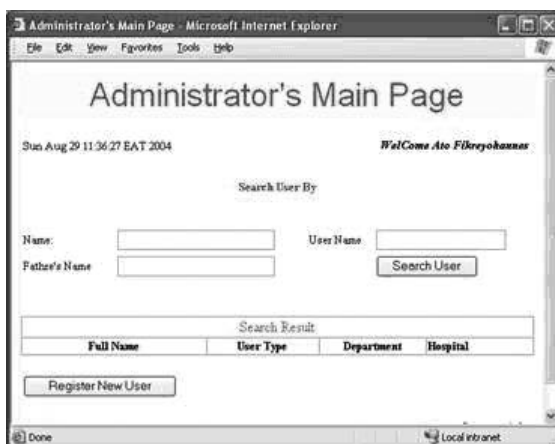 Administrator's Main Page - Microsoft Internet Explorer
File Edit View Favorites Tools Help
Administrator's Main Page
Sun Aug 29 11:36:27 EAT 2004 WelCome Ato Fikreyohannes
Search User By
Name: User Name
Fathre's Name Search User
Search Result
Full Name User Type Department Hospital
Register New User
Done Local intranet